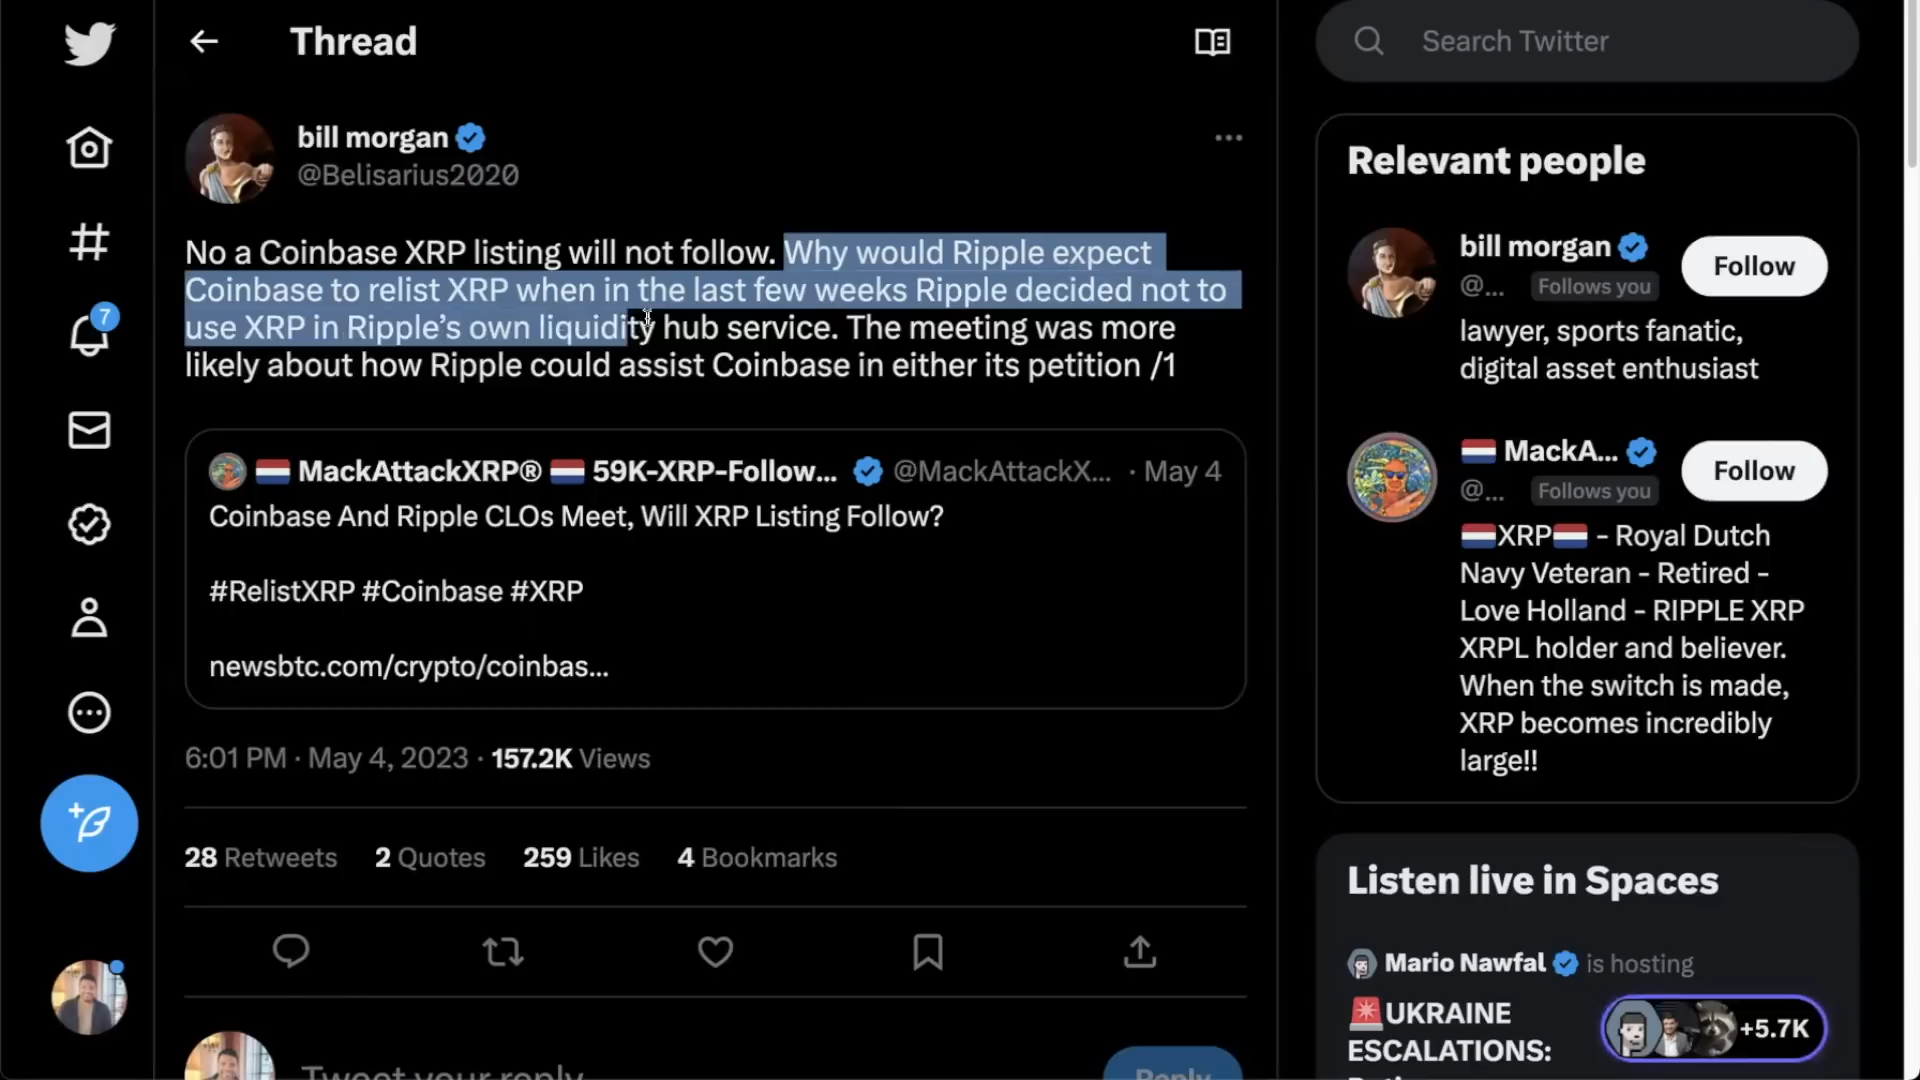 Thread
Search Twitter
bill morgan
@Belisarius2020
No a Coinbase XRP listing will not follow. Why would Ripple expect
Coinbase to relist XRP when in the last few weeks Ripple decided not to
use XRP in Ripple's own liquidity hub service. The meeting was more
likely about how Ripple could assist Coinbase in either its petition /1
MackAttackXRP® 59K-XRP-Follow... @MackAttackX... · May 4
Coinbase And Ripple CLOs Meet, Will XRP Listing Follow?
#RelistXRP #Coinbase #XRP
newsbtc.com/crypto/coinbas...
6:01 PM · May 4, 2023 · 157.2K Views
28 Retweets 2 Quotes 259 Likes 4 Bookmarks
Tweet your reply
Reply
7
Relevant people
bill morgan
@... Follows you
Follow
lawyer, sports fanatic,
digital asset enthusiast
MackA...
@... Follows you
Follow
XRP - Royal Dutch
Navy Veteran - Retired -
Love Holland - RIPPLE XRP
XRPL holder and believer.
When the switch is made,
XRP becomes incredibly
large!!
Listen live in Spaces
Mario Nawfal is hosting
UKRAINE
ESCALATIONS:
+5.7K